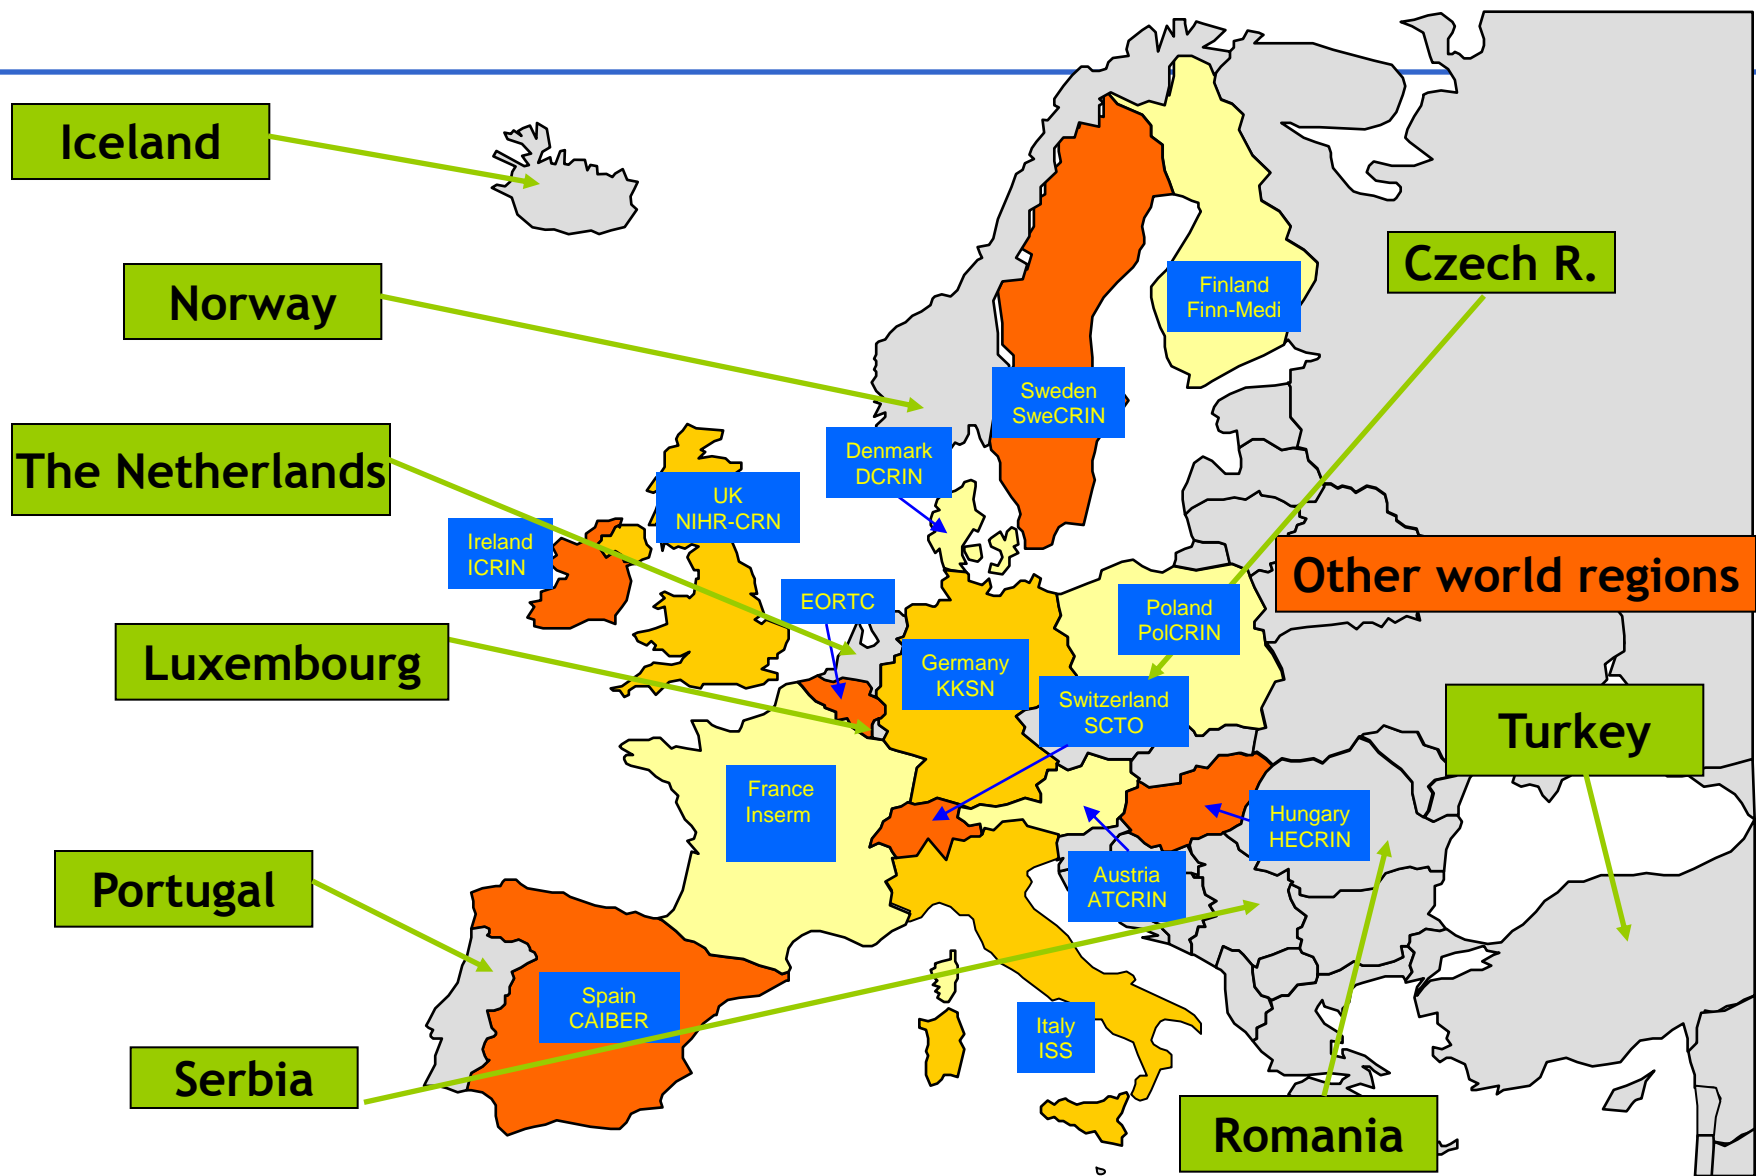 Iceland
Norway
Czech R.
Finland
Finn-Medi
Sweden
SweCRIN
The Netherlands
Denmark
DCRIN
UK
NIHR-CRN
Ireland
ICRIN
Other world regions
EORTC
Poland
PolCRIN
Luxembourg
Germany
KKSN
Switzerland
SCTO
Turkey
France
Inserm
Hungary
HECRIN
Portugal
Austria
ATCRIN
Spain
CAIBER
Italy
ISS
Serbia
Romania